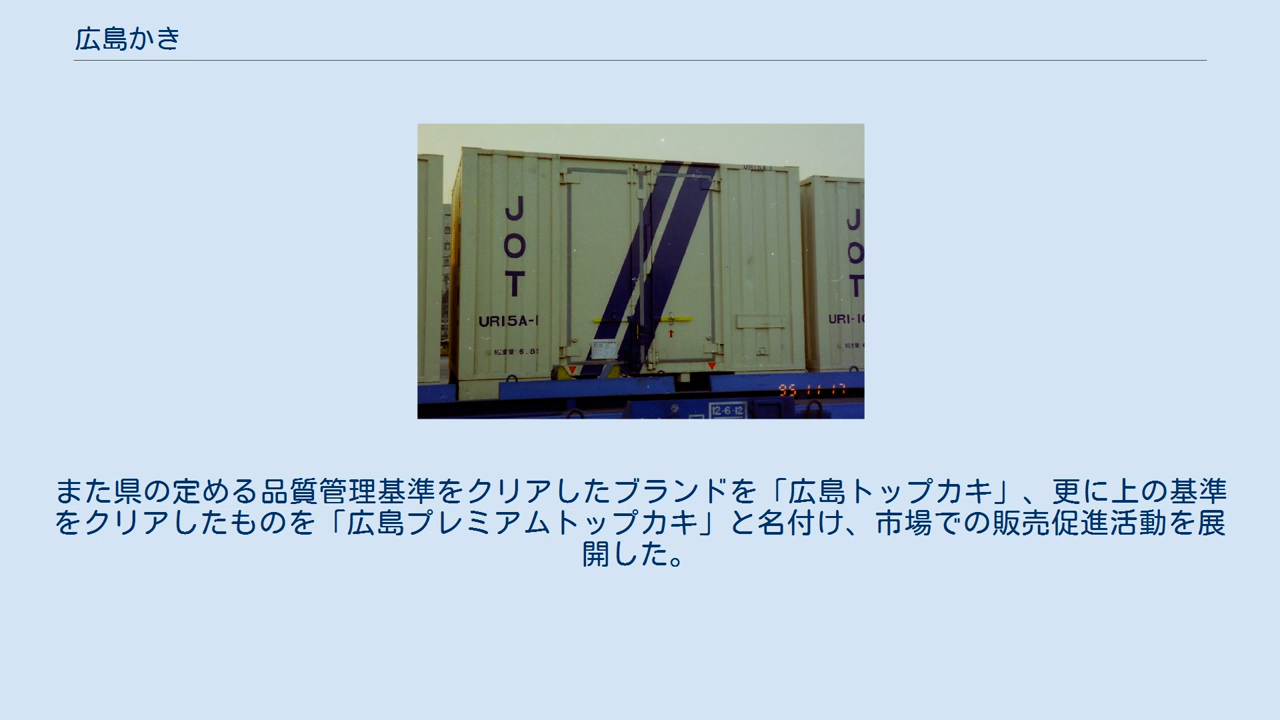 広島かき
J
O
T
UR15A-1
12-6-12
95 11 17
J
O
T
UR1-1
また県の定める品質管理基準をクリアしたブランドを「広島トップカキ」、更に上の基準
をクリアしたものを「広島プレミアムトップカキ」と名付け、市場での販売促進活動を展
開した。